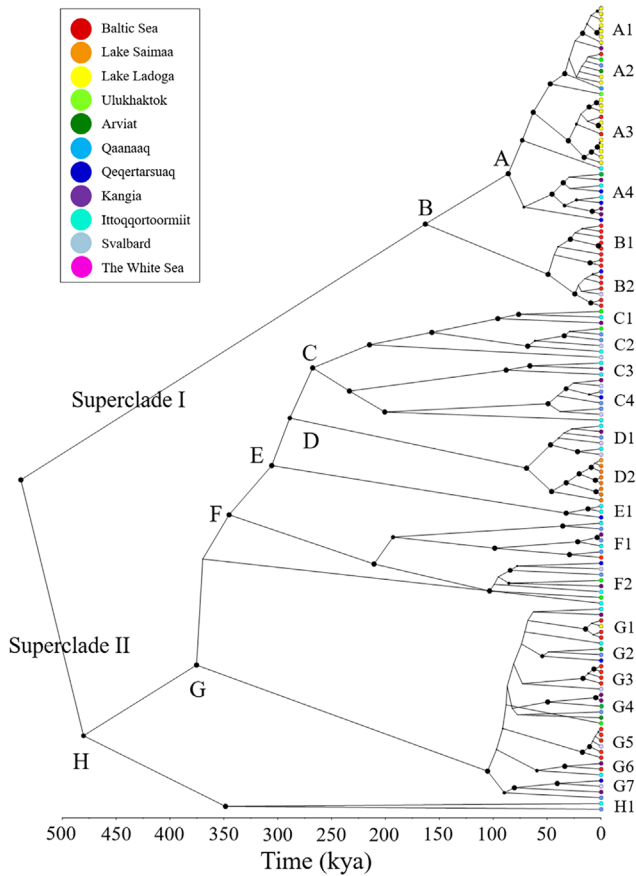 Baltic Sea
Lake Saimaa
Lake Ladoga
Ulukhaktok
Arviat
Qaanaaq
Qeqertarsuaq
Kangia
Ittoqqortoormiit
Svalbard
The White Sea
A1
A2
A3
A
A4
B
B1
B2
C1
C2
C
C3
Superclade I
C4
D
D1
E
D2
E1
F
F1
F2
G1
Superclade II
G2
G3
G
G4
G5
H
G6
G7
H1
500 450 400 350 300 250 200 150 100 50 0
Time (kya)